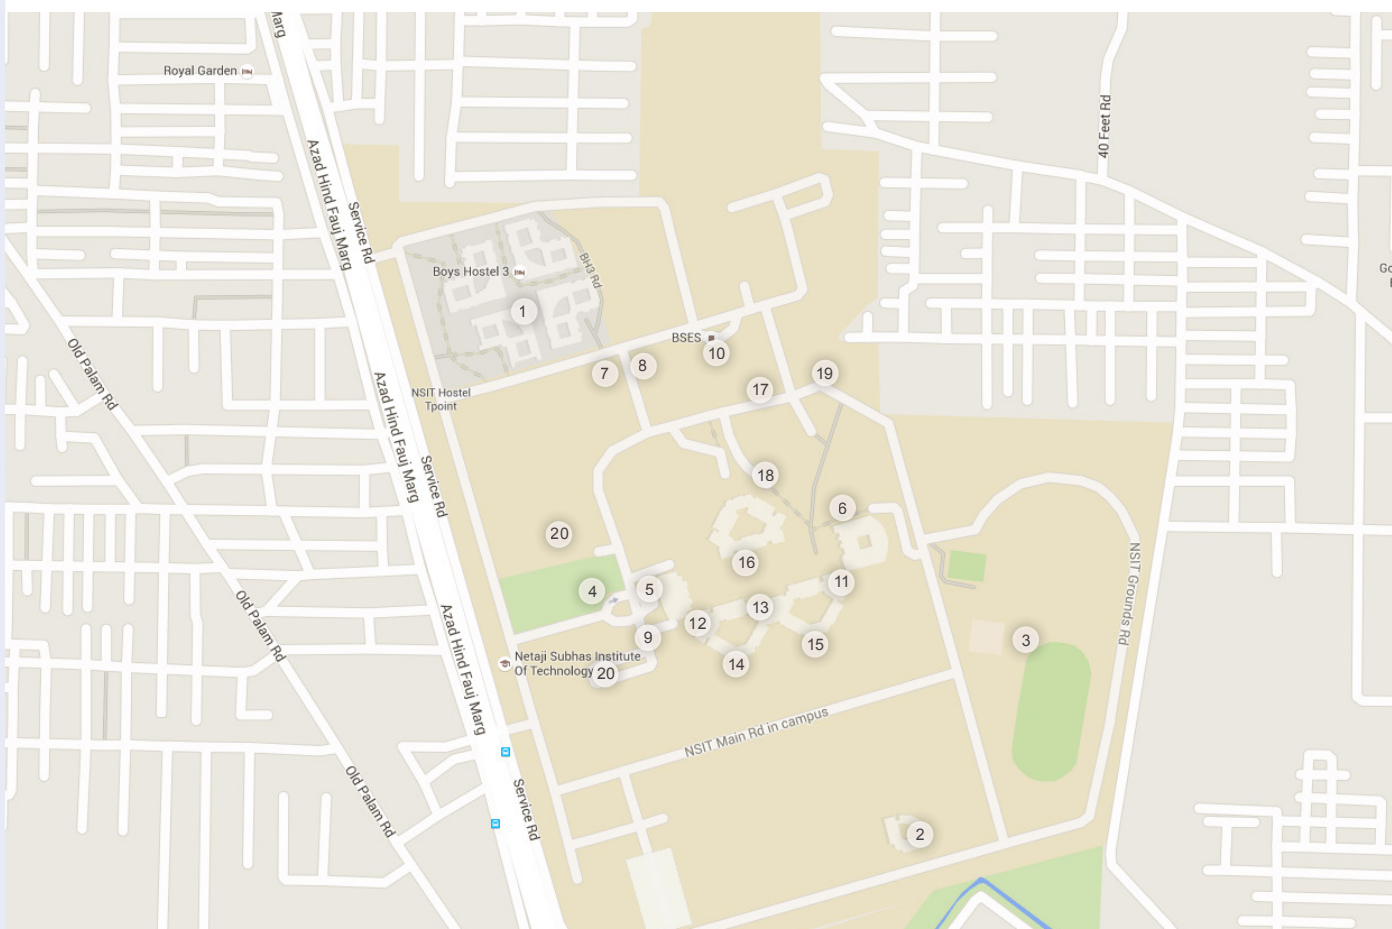 Marg
Royal Garden
40 Feet Rd
Azad Hind Fauj Marg
Service Rd
Boys Hostel 3
BH3 Rd
1
Old Palam Rd
BSES
10
7
8
19
17
NSIT Hostel
Tpoint
Azad Hind Fauj Marg
Service Rd
18
6
20
16
NSIT Grounds Rd
4
5
11
13
12
9
15
3
14
Old Palam Rd
Azad Hind Fauj Marg
Netaji Subhas Institute
Of Technology
20
NSIT Main Rd in campus
Old Palam Rd
Service Rd
2